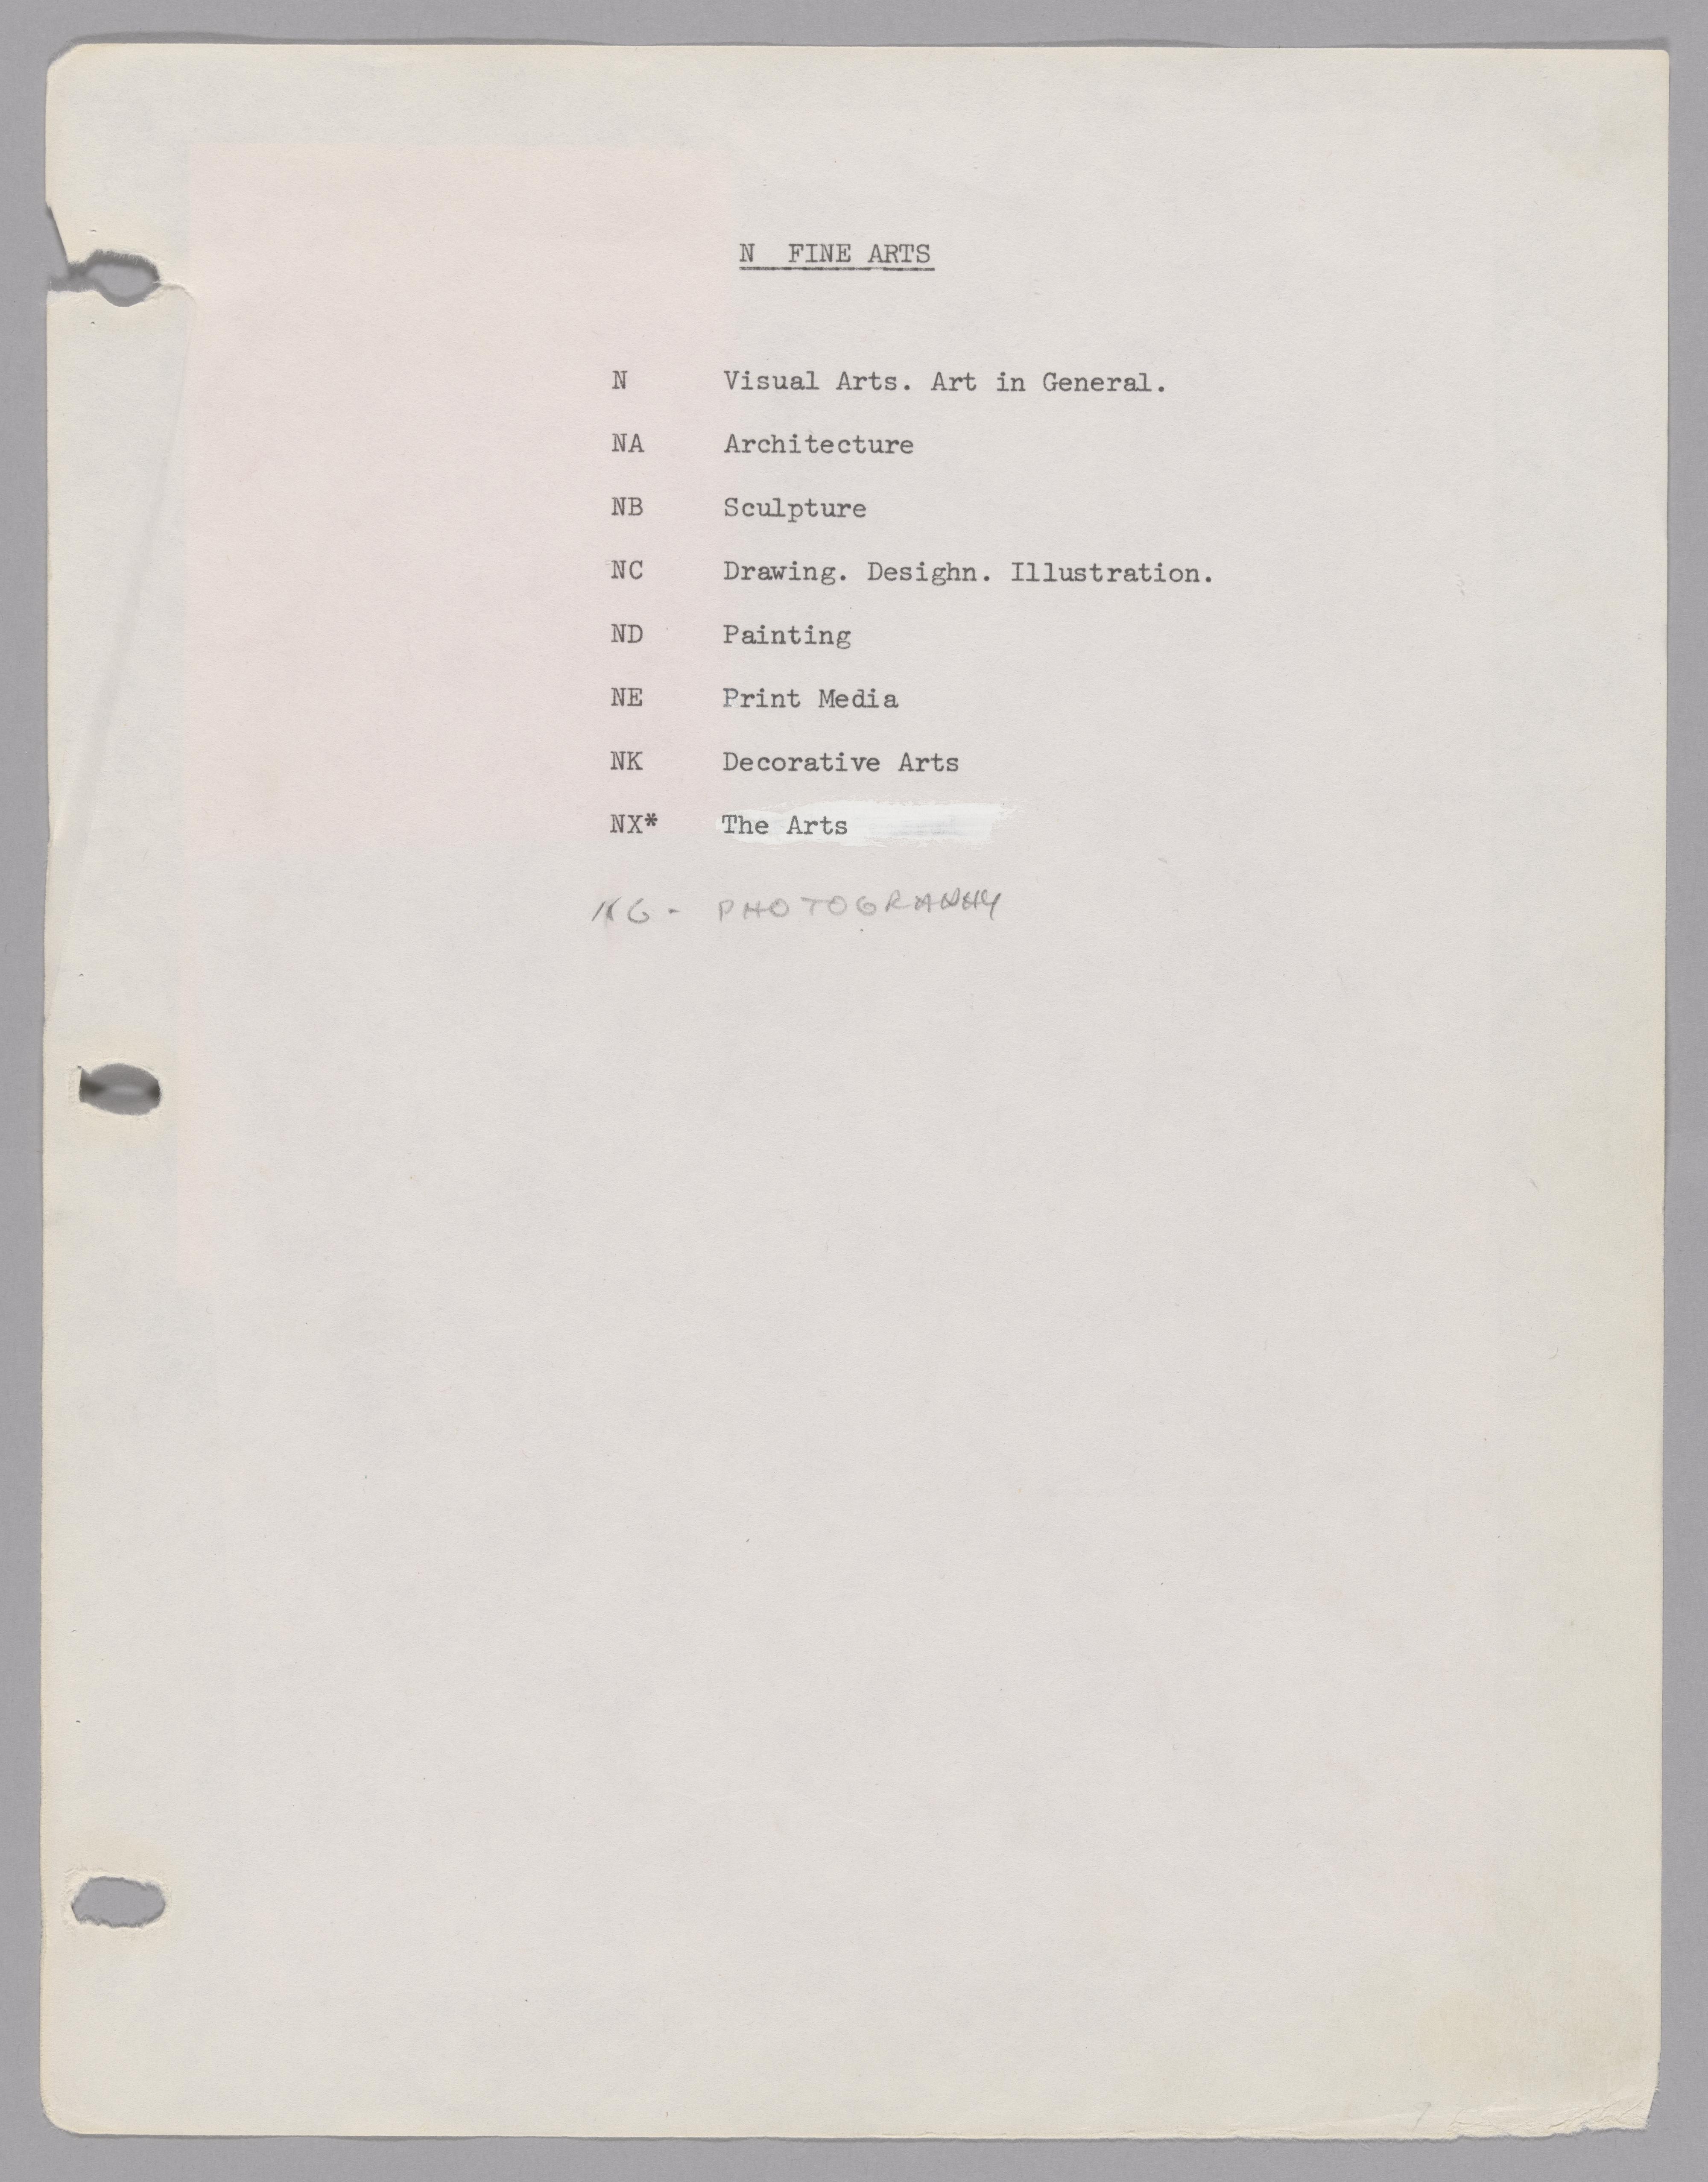 N FINE ARTS
N Visual Arts. Art in General.
NA Architecture
NB Sculpture
NC Drawing. Desighn. Illustration.
ND Painting
NE Print Media
NK Decorative Arts
NX* The Arts
NG - PHOTOGRAPHY